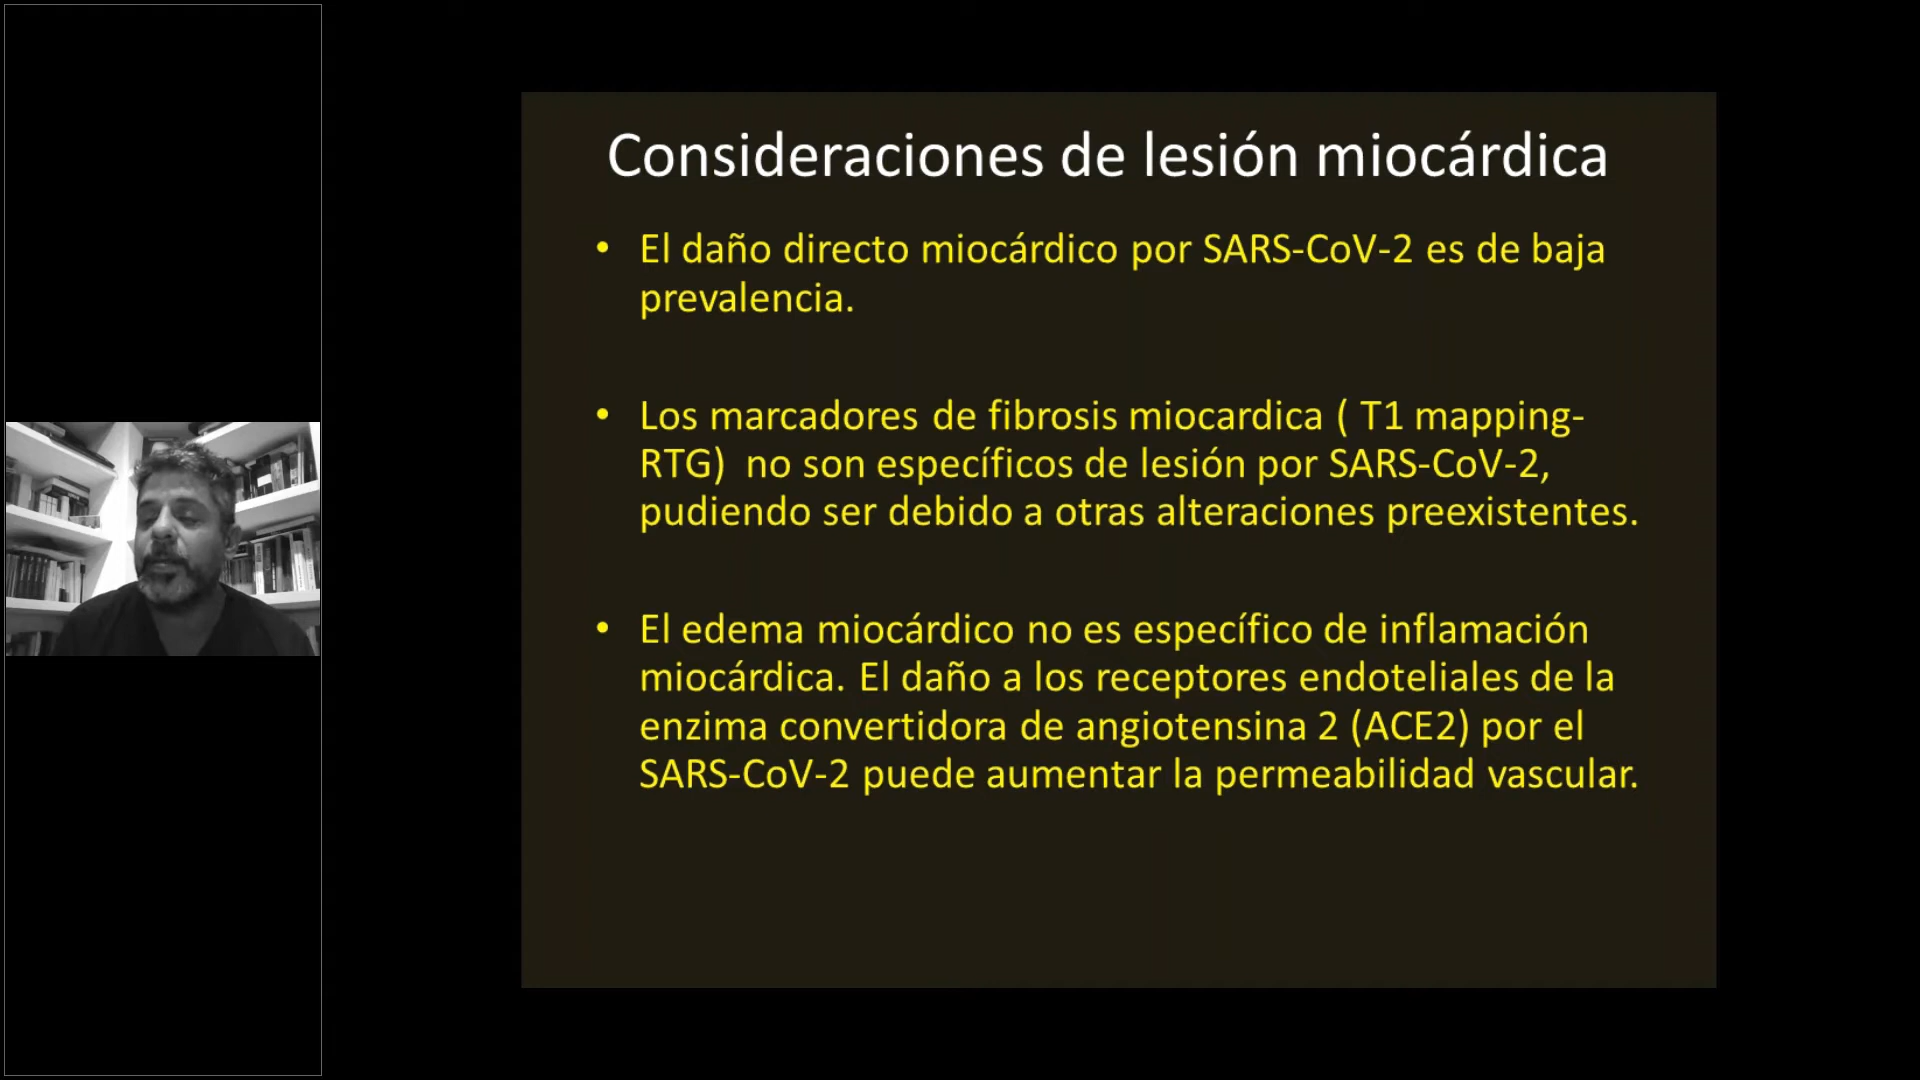 Consideraciones de lesión miocárdica
• El daño directo miocárdico por SARS-CoV-2 es de baja
prevalencia.
• Los marcadores de fibrosis miocardica ( T1 mapping-
RTG)  no son específicos de lesión por SARS-CoV-2,
pudiendo ser debido a otras alteraciones preexistentes.
• El edema miocárdico no es específico de inflamación
miocárdica. El daño a los receptores endoteliales de la
enzima convertidora de angiotensina 2 (ACE2) por el
SARS-CoV-2 puede aumentar la permeabilidad vascular.